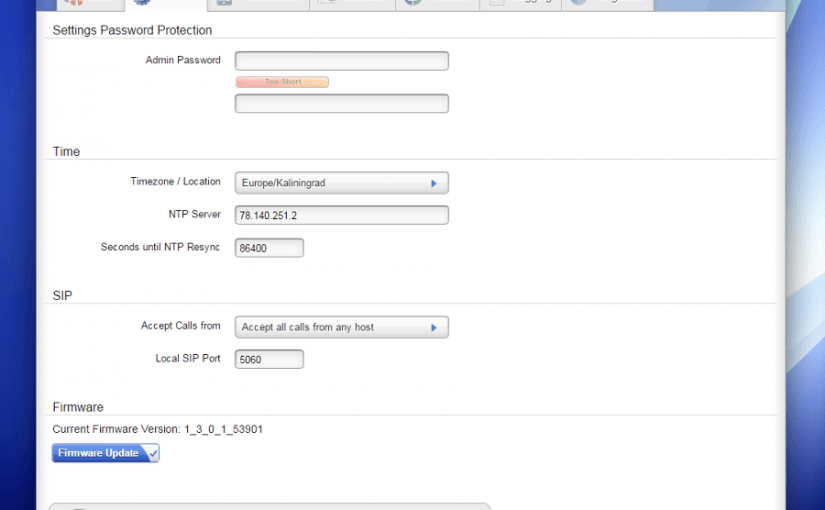 Settings Password Protection
Admin Password
Too Short
Time
Timezone / Location Europe/Kaliningrad
NTP Server 78.140.251.2
Seconds until NTP Resync 86400
SIP
Accept Calls from Accept all calls from any host
Local SIP Port 5060
Firmware
Current Firmware Version: 1_3_0_1_53901
Firmware Update